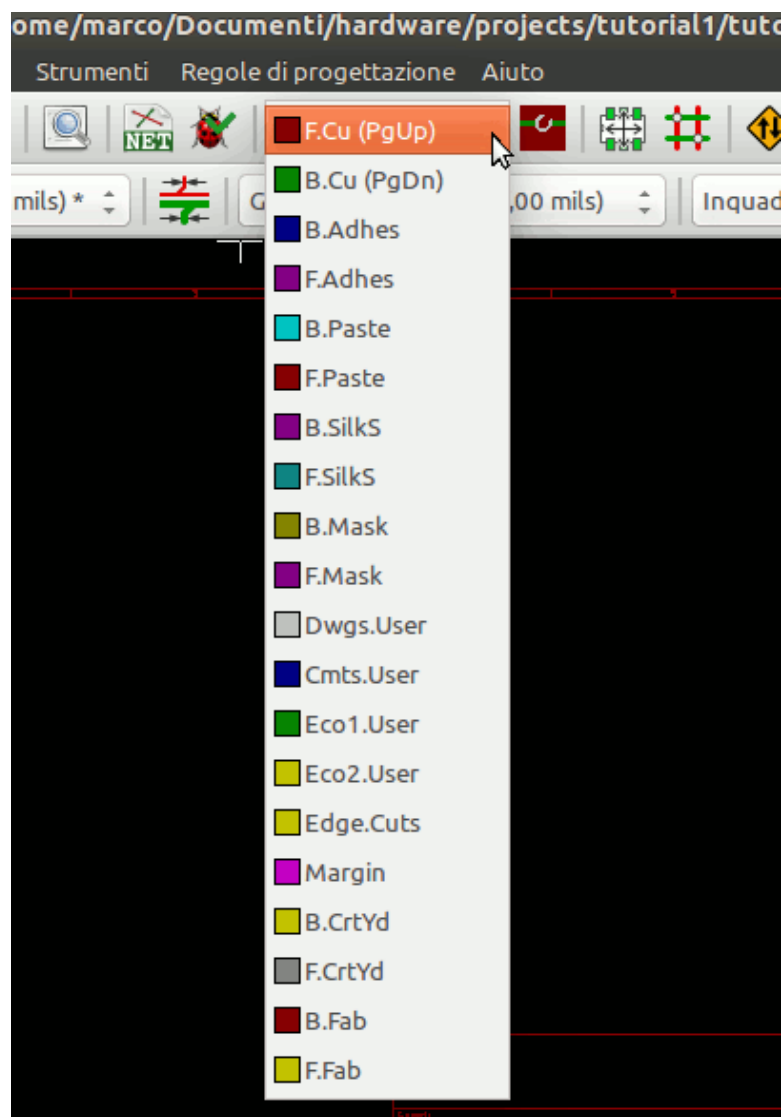 ome/marco/Documenti/hardware/projects/tutorial1/tuto
Strumenti Regole di progettazione Aiuto
NET
F.Cu (PgUp)
mils) * G ,00 mils) Inquad
B.Cu (PgDn)
B.Adhes
F.Adhes
B.Paste
F.Paste
B.SilkS
F.SilkS
B.Mask
F.Mask
Dwgs.User
Cmts.User
Eco1.User
Eco2.User
Edge.Cuts
Margin
B.CrtYd
F.CrtYd
B.Fab
F.Fab